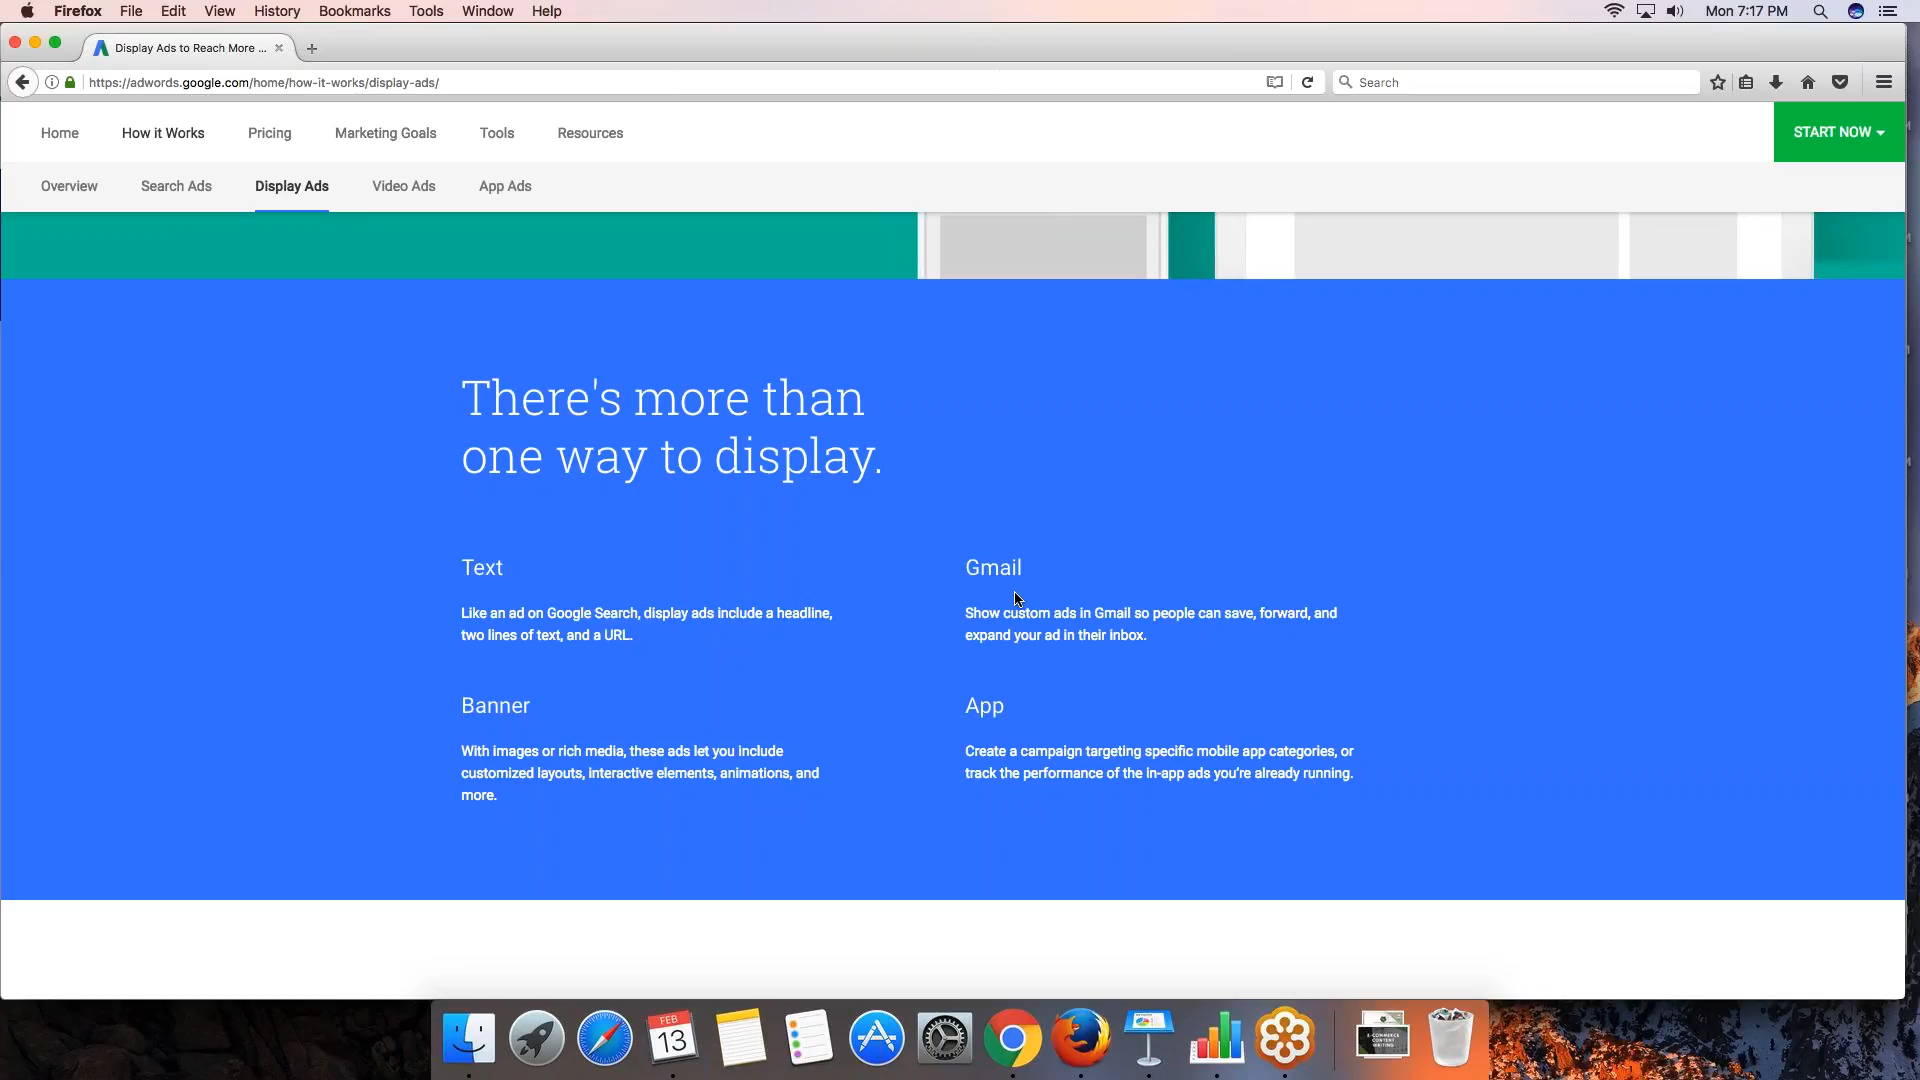 Firefox File Edit View History Bookmarks Tools Window Help
Mon 7:17 PM
Display Ads to Reach More ...
https://adwords.google.com/home/how-it-works/display-ads/
Search
Home How it Works Pricing Marketing Goals Tools Resources
START NOW
Overview Search Ads Display Ads Video Ads App Ads
There's more than
one way to display.
Text
Like an ad on Google Search, display ads include a headline,
two lines of text, and a URL.
Gmail
Show custom ads in Gmail so people can save, forward, and
expand your ad in their inbox.
Banner
With images or rich media, these ads let you include
customized layouts, interactive elements, animations, and
more.
App
Create a campaign targeting specific mobile app categories, or
track the performance of the in-app ads you're already running.
FEB
13
E-COMMERCE
CONTENT
WRITING